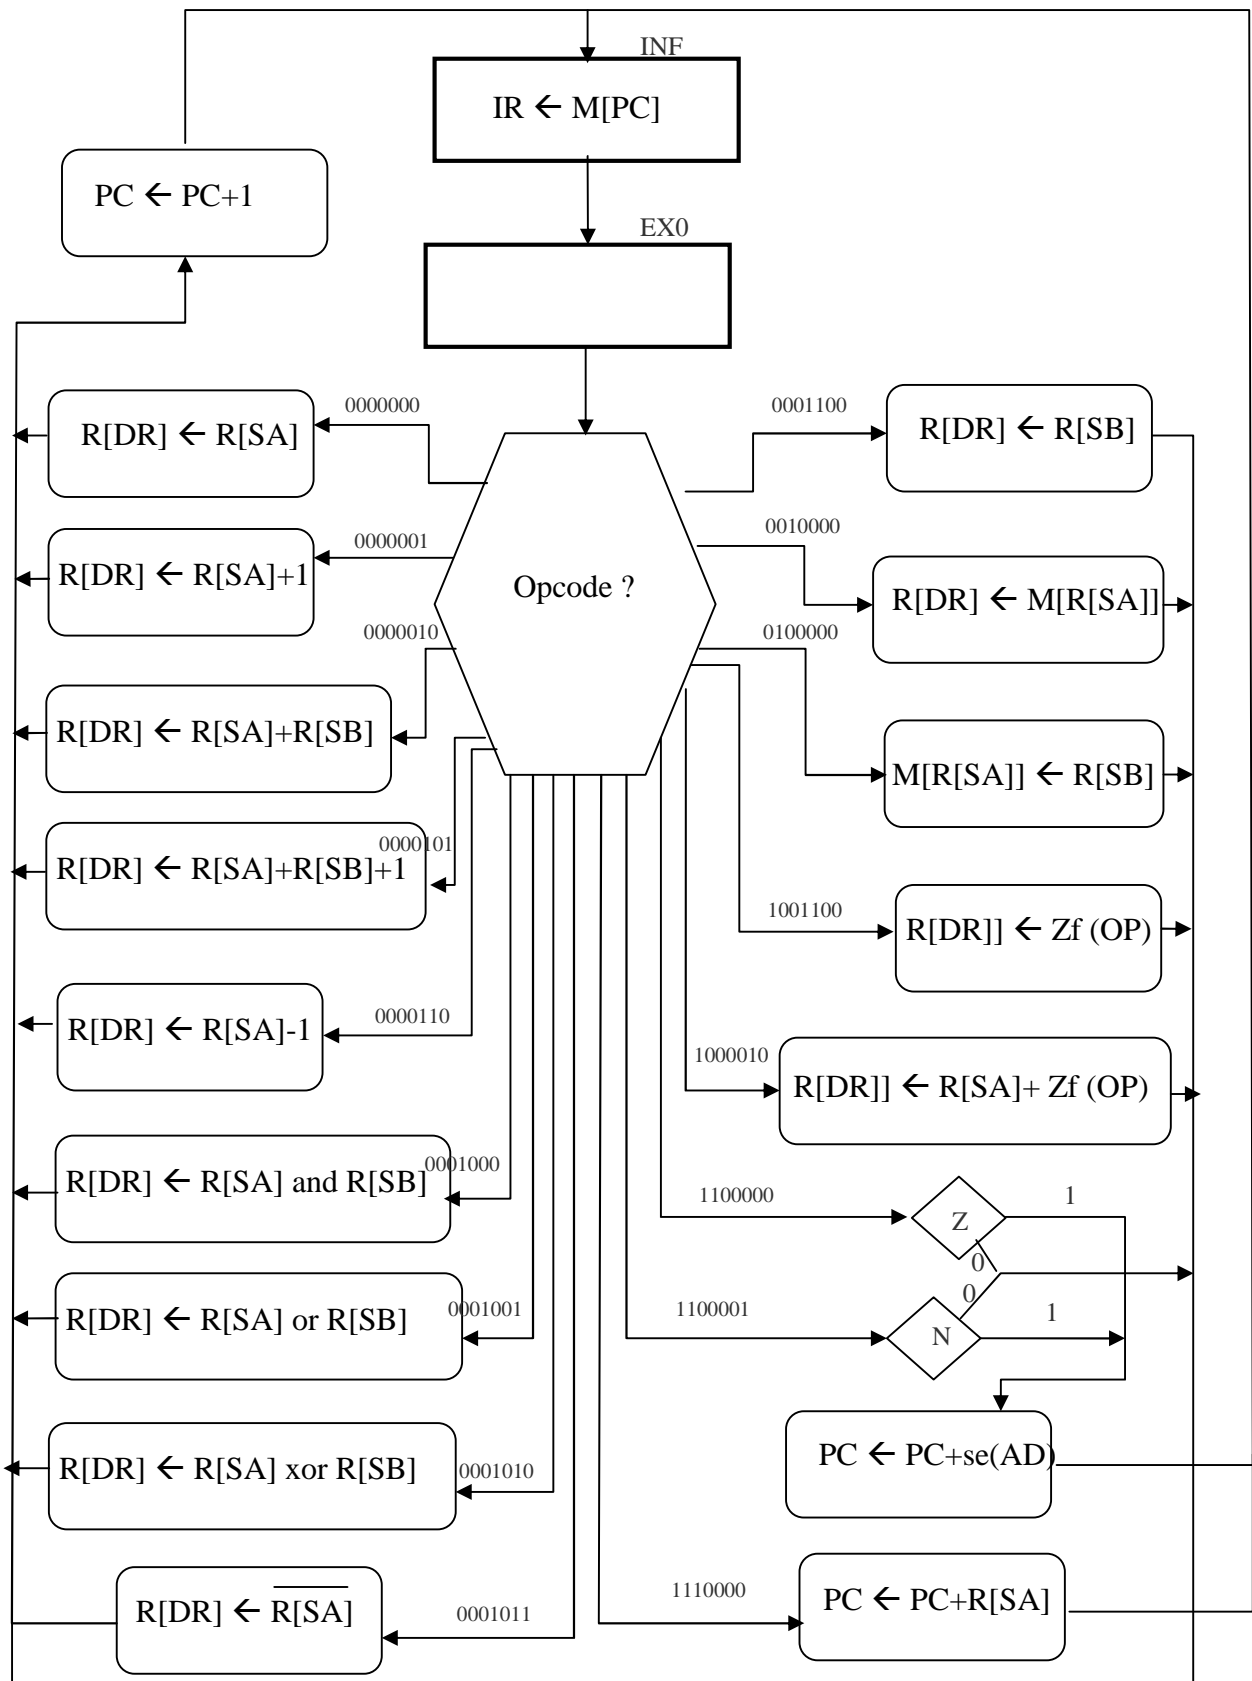 INF
IR ← M[PC]
PC ← PC+1
EX0
0000000
R[DR] ← R[SA]
0001100
R[DR] ← R[SB]
0000001
R[DR] ← R[SA]+1
0010000
R[DR] ← M[R[SA]]
Opcode ?
0000010
R[DR] ← R[SA]+R[SB]
0100000
M[R[SA]] ← R[SB]
0000101
R[DR] ← R[SA]+R[SB]+1
1001100
R[DR]] ← Zf (OP)
0000110
R[DR] ← R[SA]-1
1000010
R[DR]] ← R[SA]+ Zf (OP)
0001000
R[DR] ← R[SA] and R[SB]
1100000
Z
1
0
0
0001001
R[DR] ← R[SA] or R[SB]
1100001
N
1
0001010
R[DR] ← R[SA] xor R[SB]
PC ← PC+se(AD)
0001011
R[DR] ← R̅[̅S̅A̅]̅
1110000
PC ← PC+R[SA]